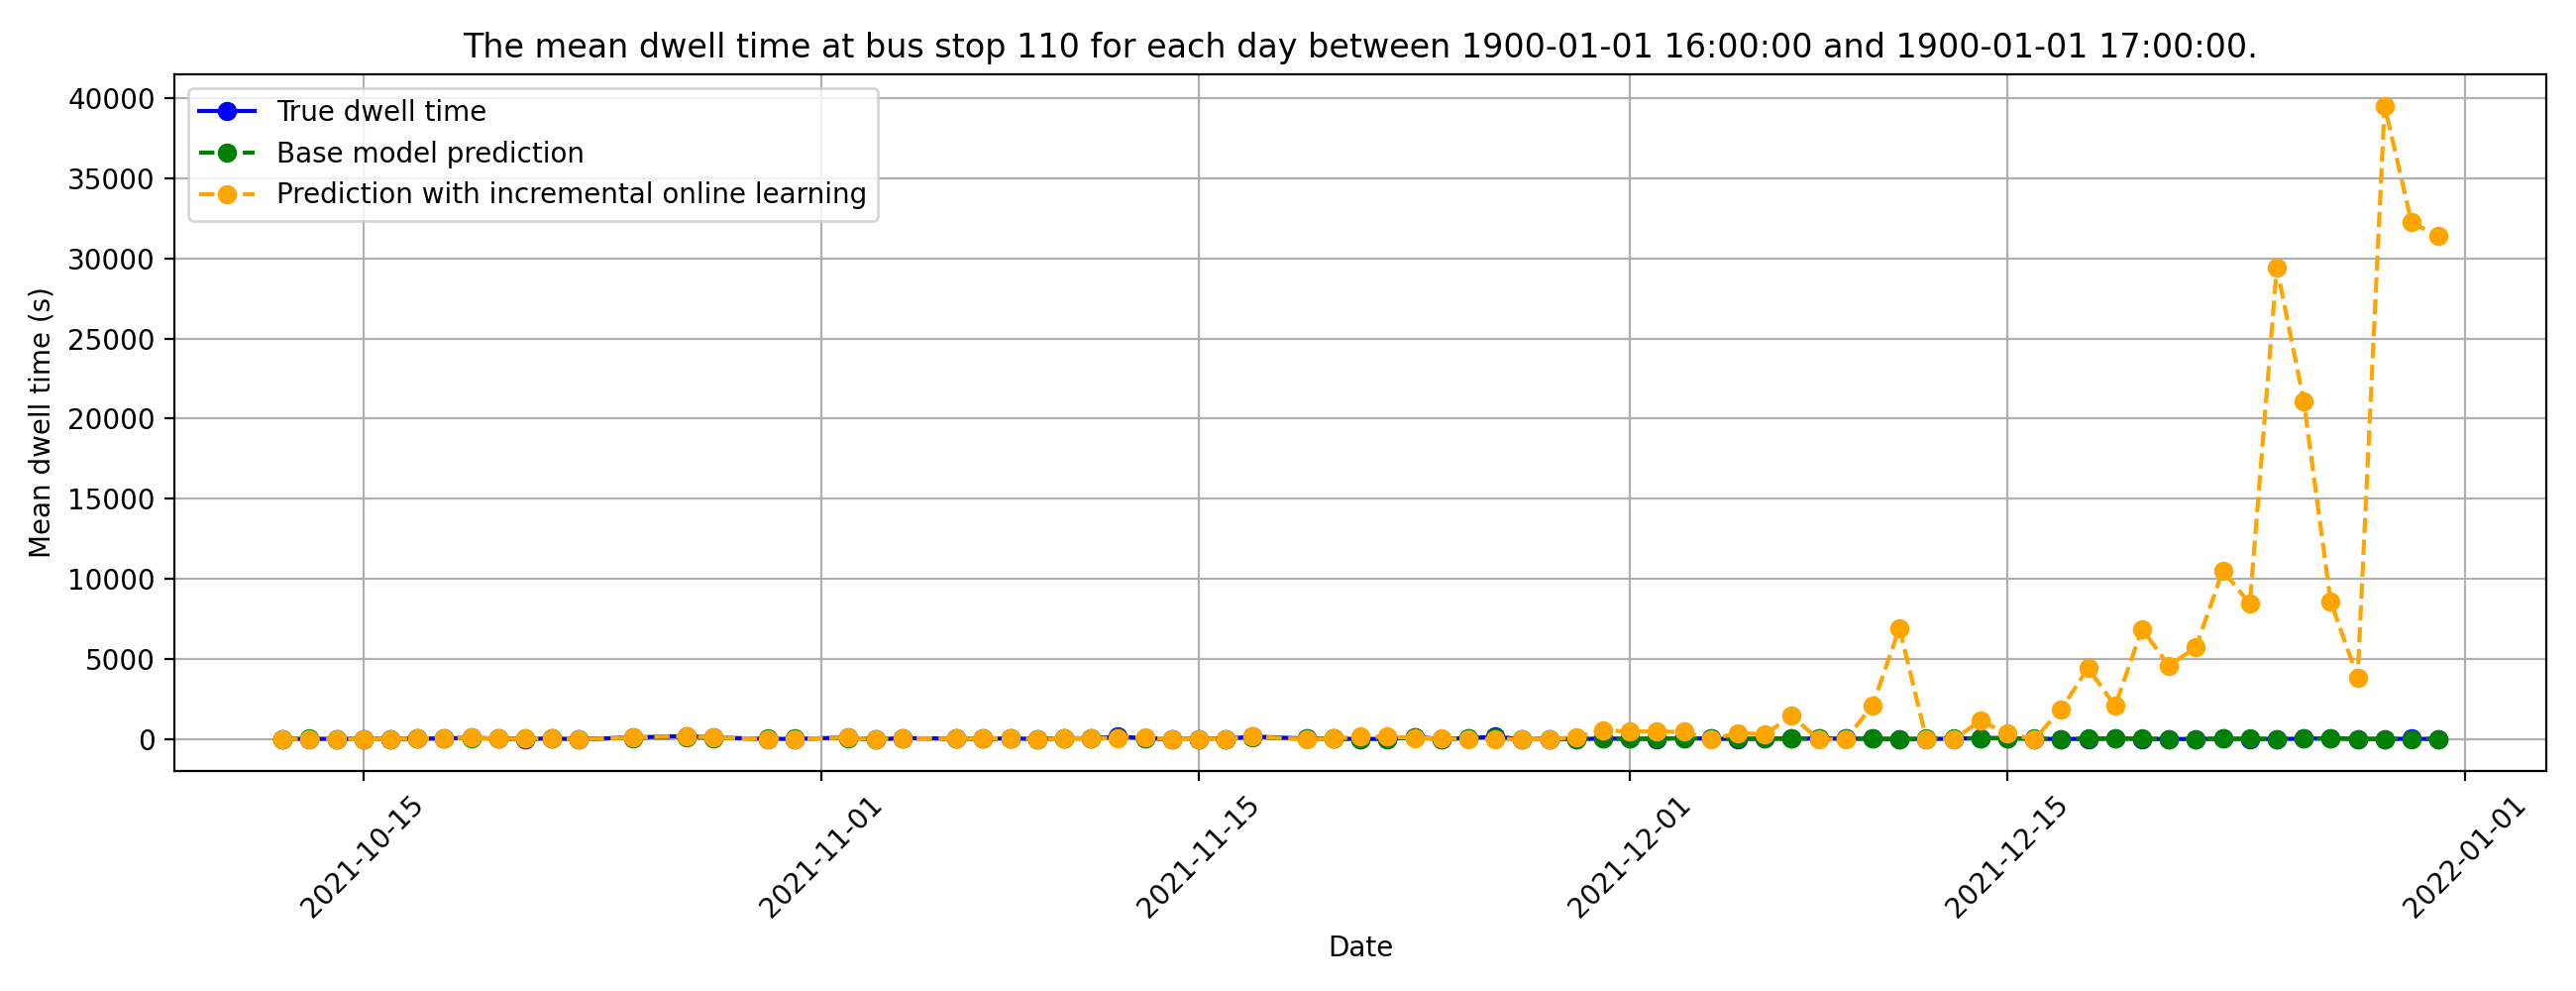 The mean dwell time at bus stop 110 for each day between 1900-01-01 16:00:00 and 1900-01-01 17:00:00.
True dwell time
Base model prediction
Prediction with incremental online learning
Mean dwell time (s)
40000
35000
30000
25000
20000
15000
10000
5000
0
2021-10-15
2021-11-01
2021-11-15
2021-12-01
2021-12-15
2022-01-01
Date